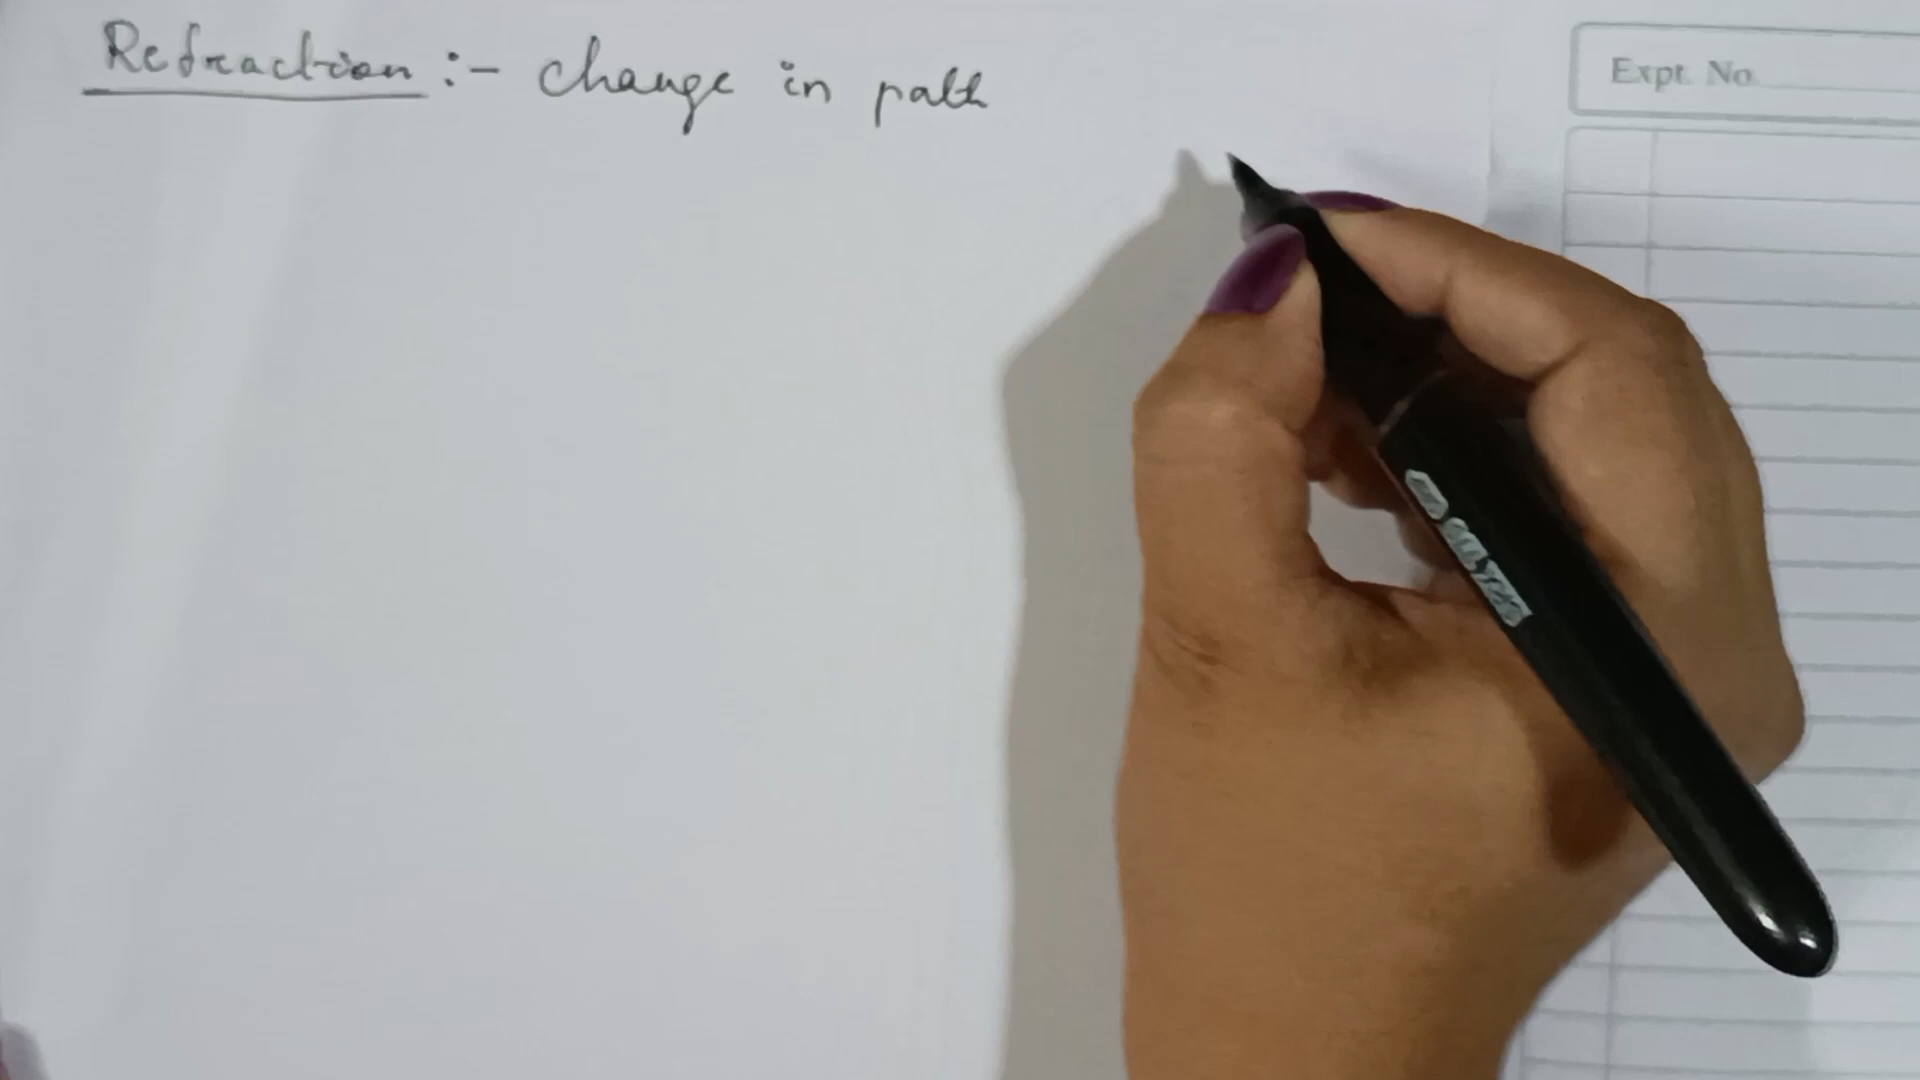 Refraction :- change in path
Expt. No.